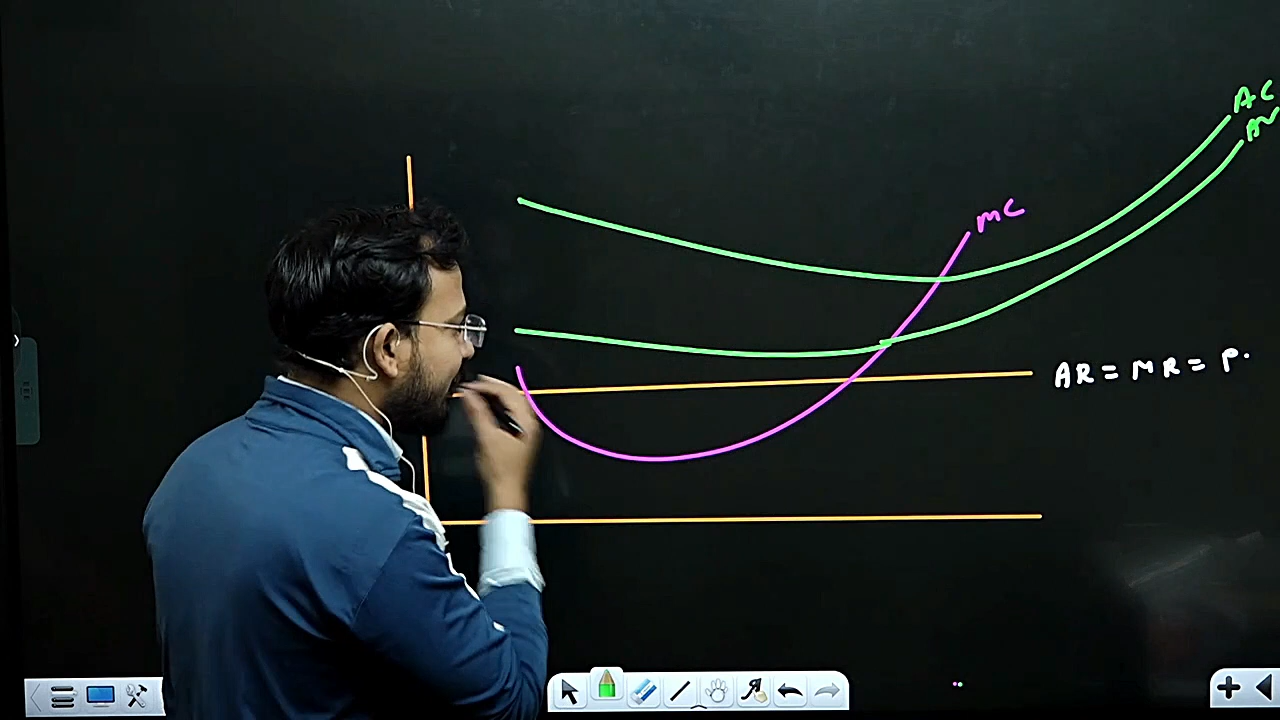 AC
MC
AR = MR = P.